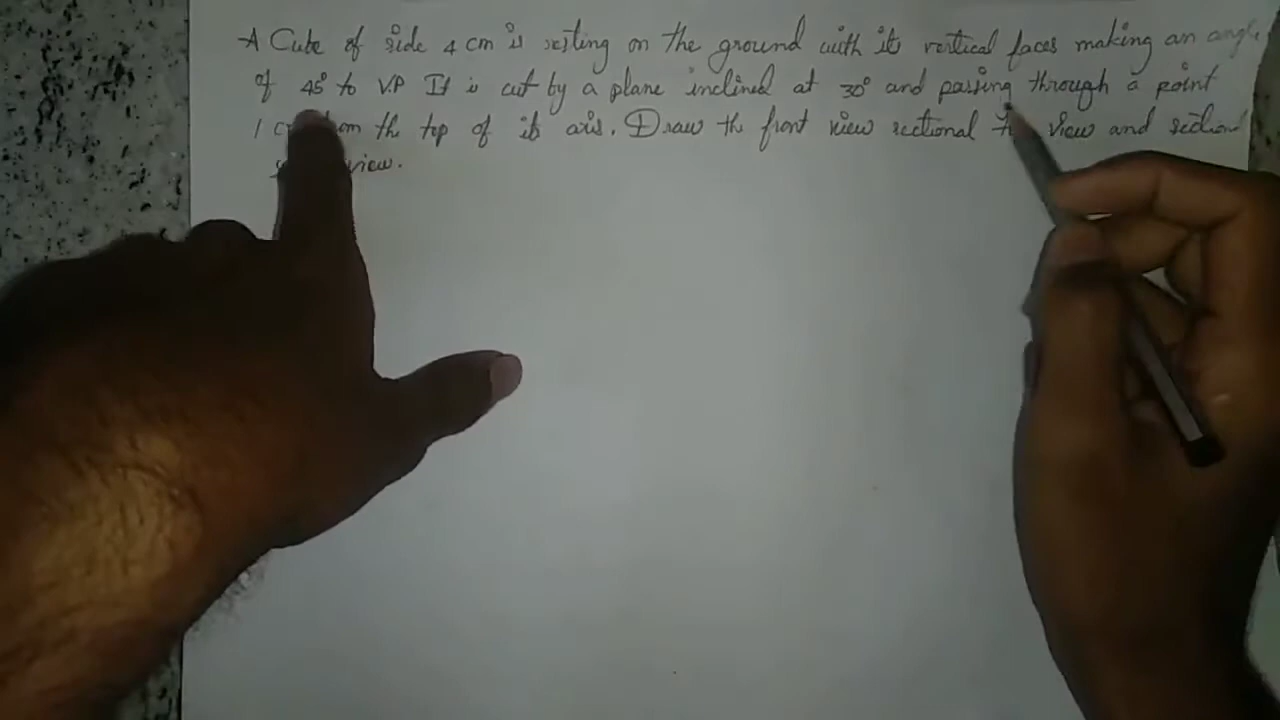 A Cube of side 4 cm is resting on the ground with its vertical faces making an angle
of 45° to V.P It is cut by a plane inclined at 30° and passing through a point
1 from the top of its axis. Draw the front view sectional view and section
view.